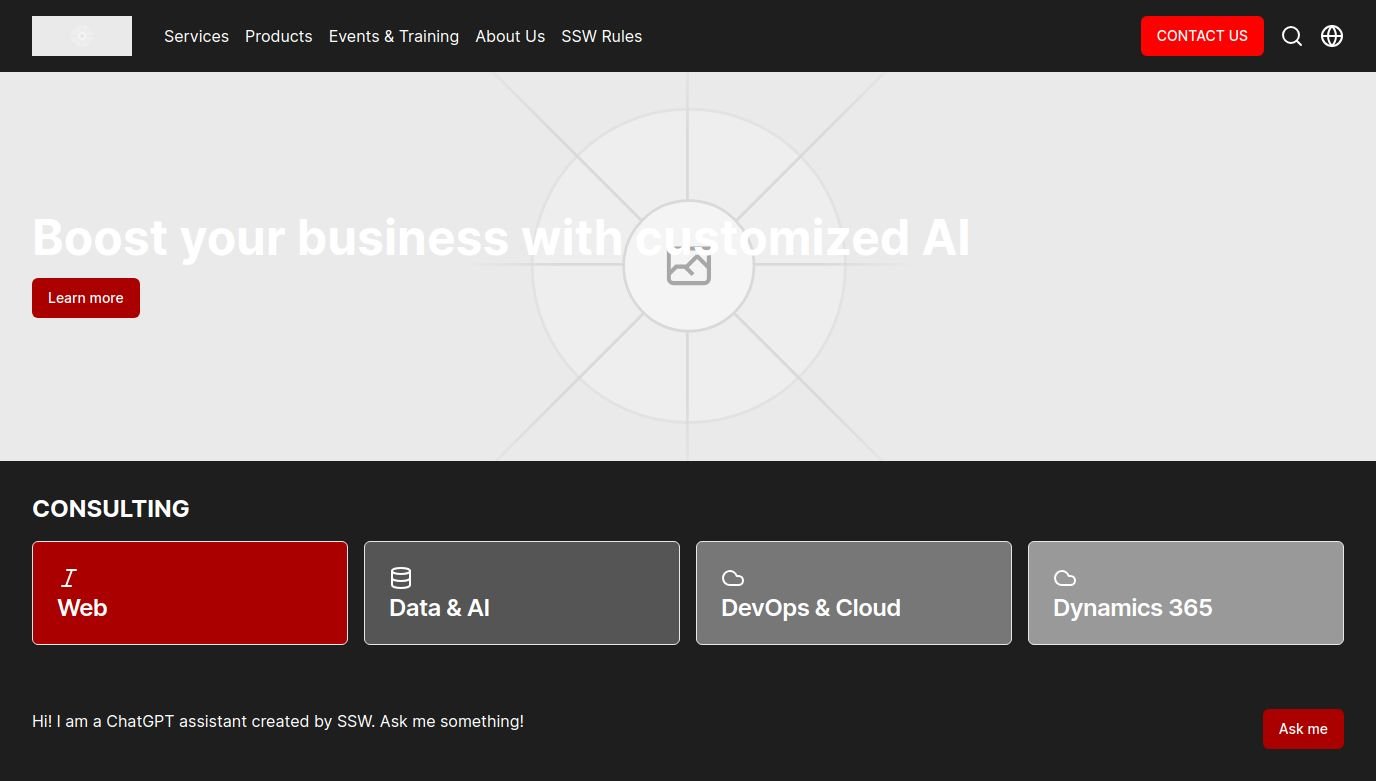 Services Products Events & Training About Us SSW Rules CONTACT US
Boost your business with customized AI
Learn more
CONSULTING
Web Data & AI DevOps & Cloud Dynamics 365
Hi! I am a ChatGPT assistant created by SSW. Ask me something! Ask me